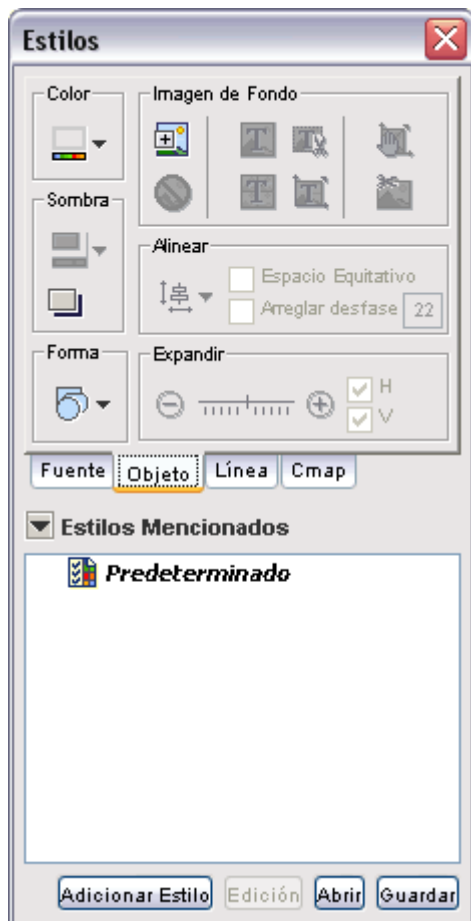 Estilos
Color
Imagen de Fondo
Sombra
Alinear
Espacio Equitativo
Arreglar desfase 22
Forma
Expandir
H
V
Fuente Objeto Línea Cmap
Estilos Mencionados
Predeterminado
Adicionar Estilo Edición Abrir Guardar